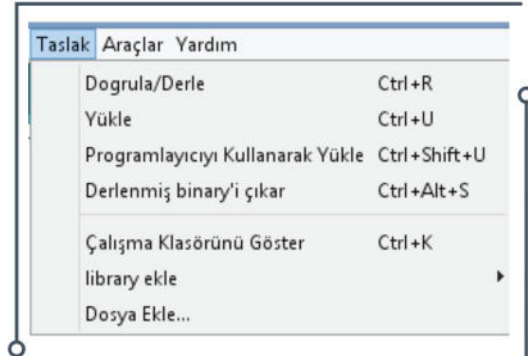 Taslak Araçlar Yardım
Dogrula/Derle Ctrl+R
Yükle Ctrl+U
Programlayıcıyı Kullanarak Yükle Ctrl+Shift+U
Derlenmiş binary'i çıkar Ctrl+Alt+S
Çalışma Klasörünü Göster Ctrl+K
library ekle
Dosya Ekle...